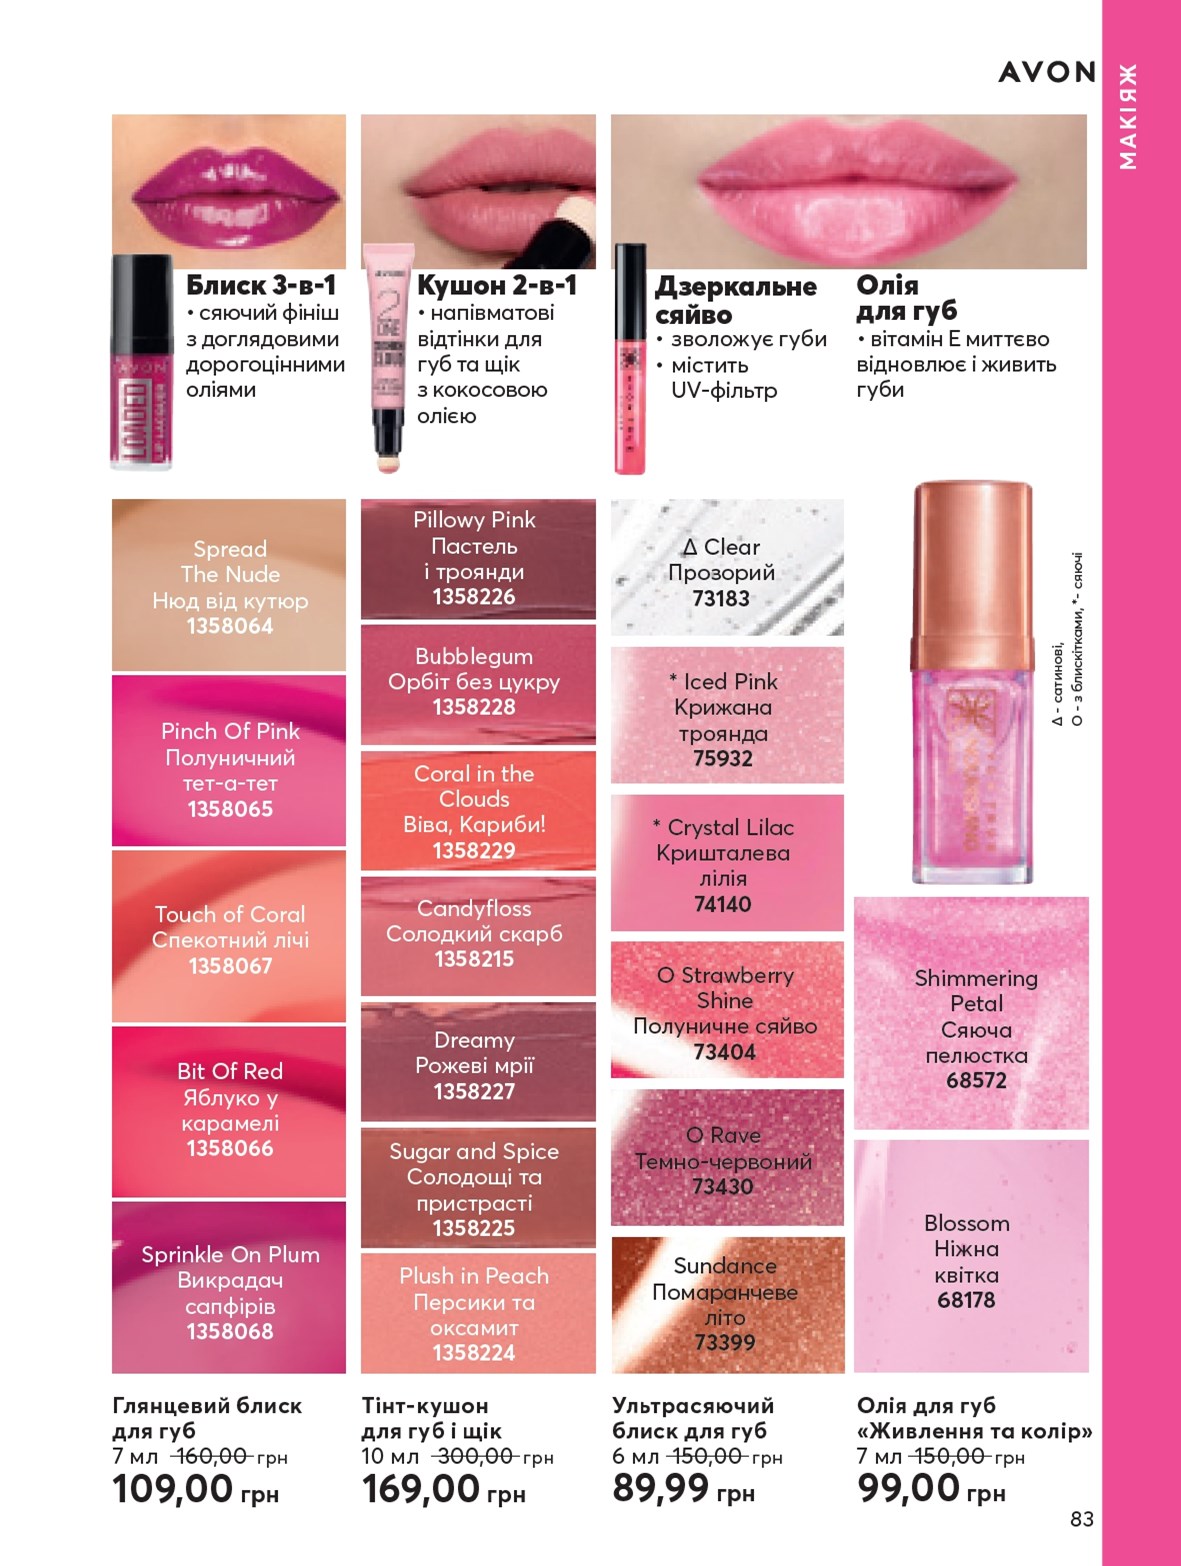 AVON
МАКІЯЖ
Блиск 3-в-1
• сяючий фініш
з доглядовими
дорогоцінними
оліями
AVON
LOADED
Кушон 2-в-1
• напівматові
відтінки для
губ та щік
з кокосовою
олією
2
Дзеркальне
сяйво
• зволожує губи
• містить
UV-фільтр
Олія
для губ
• вітамін Е миттєво
відновлює і живить
губи
Spread
The Nude
Нюд від кутюр
1358064
Pinch Of Pink
Полуничний
тет-а-тет
1358065
Touch of Coral
Спекотний лічі
1358067
Bit Of Red
Яблуко у
карамелі
1358066
Sprinkle On Plum
Викрадач
сапфірів
1358068
Pillowy Pink
Пастель
і троянди
1358226
Bubblegum
Орбіт без цукру
1358228
Coral in the
Clouds
Віва, Кариби!
1358229
Candyfloss
Солодкий скарб
1358215
Dreamy
Рожеві мрії
1358227
Sugar and Spice
Солодощі та
пристрасті
1358225
Plush in Peach
Персики та
оксамит
1358224
Δ Clear
Прозорий
73183
* Iced Pink
Крижана
троянда
75932
* Crystal Lilac
Кришталева
лілія
74140
O Strawberry
Shine
Полуничне сяйво
73404
O Rave
Темно-червоний
73430
Sundance
Помаранчеве
літо
73399
Δ - сатинові,
О - з блискітками, *- сяючі
Shimmering
Petal
Сяюча
пелюстка
68572
Blossom
Ніжна
квітка
68178
Глянцевий блиск
для губ
7 мл 160,00 грн
109,00 грн
Тінт-кушон
для губ і щік
10 мл 300,00 грн
169,00 грн
Ультрасяючий
блиск для губ
6 мл 150,00 грн
89,99 грн
Олія для губ
«Живлення та колір»
7 мл 150,00 грн
99,00 грн
83